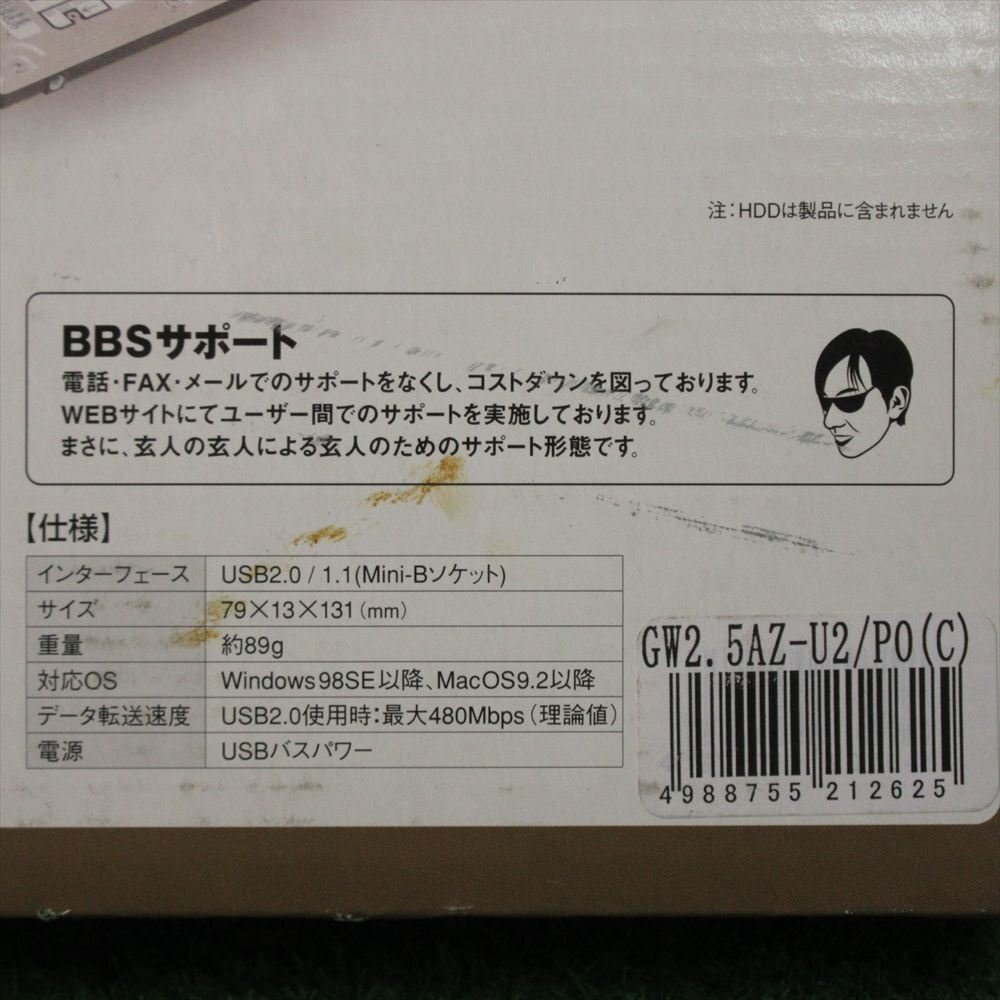 注：HDDは製品に含まれません
BBSサポート
電話・FAX・メールでのサポートをなくし、コストダウンを図っております。
WEBサイトにてユーザー間でのサポートを実施しております。
まさに、玄人の玄人による玄人のためのサポート形態です。
【仕様】
インターフェース USB2.0 / 1.1(Mini-Bソケット)
サイズ 79×13×131（mm）
重量 約89g
対応OS Windows98SE以降、MacOS9.2以降
データ転送速度 USB2.0使用時：最大480Mbps（理論値）
電源 USBバスパワー
GW2.5AZ-U2/P0(C)
4988755 212625